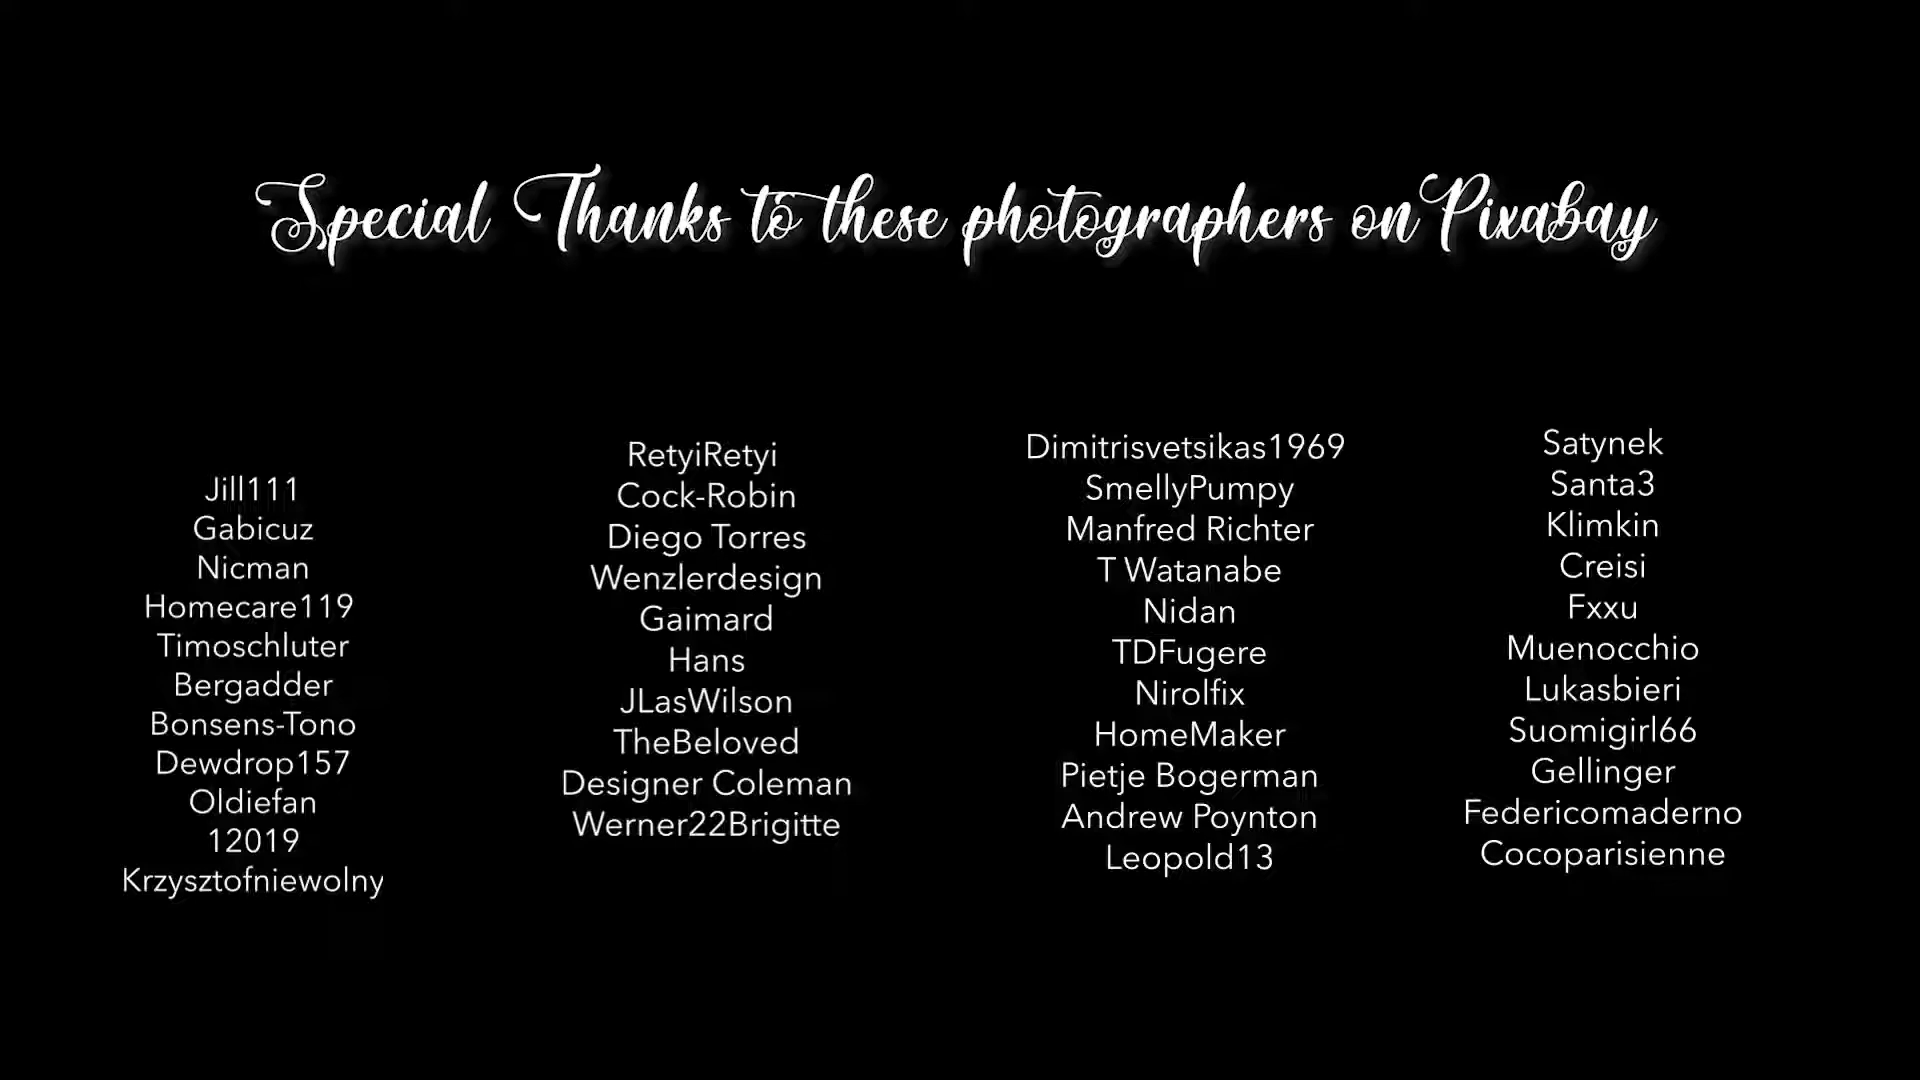 Special Thanks to these photographers on Pixabay
Jill111
Gabicuz
Nicman
Homecare119
Timoschluter
Bergadder
Bonsens-Tono
Dewdrop157
Oldiefan
12019
Krzysztofniewolny
RetyiRetyi
Cock-Robin
Diego Torres
Wenzlerdesign
Gaimard
Hans
JLasWilson
TheBeloved
Designer Coleman
Werner22Brigitte
Dimitrisvetsikas1969
SmellyPumpy
Manfred Richter
T Watanabe
Nidan
TDFugere
Nirolfix
HomeMaker
Pietje Bogerman
Andrew Poynton
Leopold13
Satynek
Santa3
Klimkin
Creisi
Fxxu
Muenocchio
Lukasbieri
Suomigirl66
Gellinger
Federicomaderno
Cocoparisienne